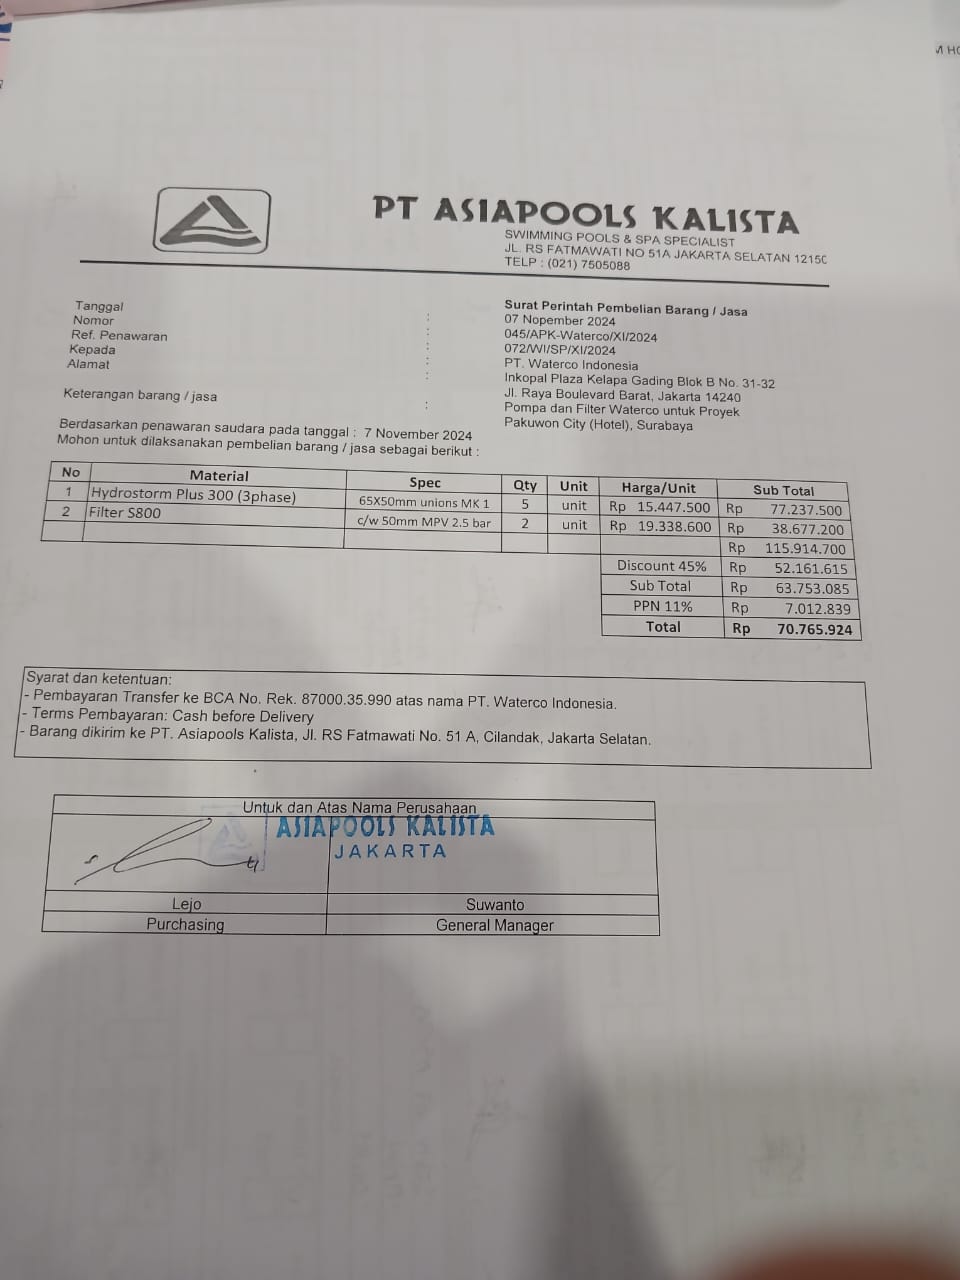 M HO
PT ASIAPOOLS KALISTA
SWIMMING POOLS & SPA SPECIALIST
JL. RS FATMAWATI NO 51A JAKARTA SELATAN 12150
TELP : (021) 7505088
Surat Perintah Pembelian Barang / Jasa
Tanggal : 07 Nopember 2024
Nomor : 045/APK-Waterco/XI/2024
Ref. Penawaran : 072/WI/SP/XI/2024
Kepada : PT. Waterco Indonesia
Alamat : Inkopal Plaza Kelapa Gading Blok B No. 31-32
Jl. Raya Boulevard Barat, Jakarta 14240
Keterangan barang / jasa : Pompa dan Filter Waterco untuk Proyek
Pakuwon City (Hotel), Surabaya
Berdasarkan penawaran saudara pada tanggal : 7 November 2024
Mohon untuk dilaksanakan pembelian barang / jasa sebagai berikut :
No Material Spec Qty Unit Harga/Unit Sub Total
1 Hydrostorm Plus 300 (3phase) 65X50mm unions MK 1 5 unit Rp 15.447.500 Rp 77.237.500
2 Filter S800 c/w 50mm MPV 2.5 bar 2 unit Rp 19.338.600 Rp 38.677.200
Rp 115.914.700
Discount 45% Rp 52.161.615
Sub Total Rp 63.753.085
PPN 11% Rp 7.012.839
Total Rp 70.765.924
Syarat dan ketentuan:
- Pembayaran Transfer ke BCA No. Rek. 87000.35.990 atas nama PT. Waterco Indonesia.
- Terms Pembayaran: Cash before Delivery
- Barang dikirim ke PT. Asiapools Kalista, Jl. RS Fatmawati No. 51 A, Cilandak, Jakarta Selatan.
Untuk dan Atas Nama Perusahaan
ASIAPOOLS KALISTA
JAKARTA
Lejo Suwanto
Purchasing General Manager